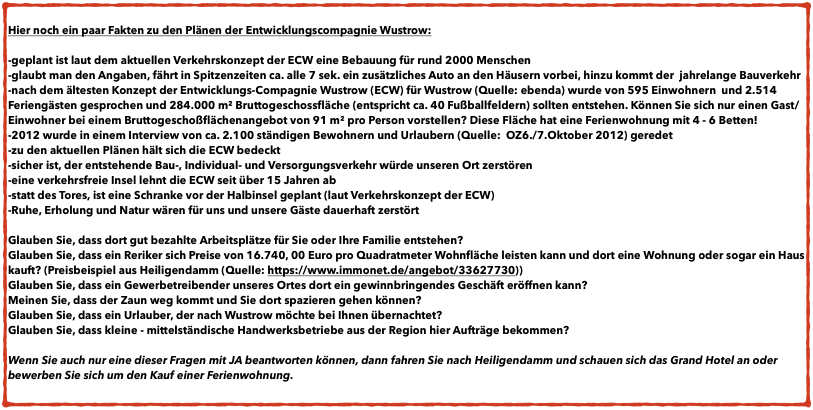 Hier noch ein paar Fakten zu den Plänen der Entwicklungscompagnie Wustrow:
-geplant ist laut dem aktuellen Verkehrskonzept der ECW eine Bebauung für rund 2000 Menschen
-glaubt man den Angaben, fährt in Spitzenzeiten ca. alle 7 sek. ein zusätzliches Auto an den Häusern vorbei, hinzu kommt der  jahrelange Bauverkehr
-nach dem ältesten Konzept der Entwicklungs-Compagnie Wustrow (ECW) für Wustrow (Quelle: ebenda) wurde von 595 Einwohnern  und 2.514
Feriengästen gesprochen und 284.000 m² Bruttogeschossfläche (entspricht ca. 40 Fußballfeldern) sollten entstehen. Können Sie sich nur einen Gast/
Einwohner bei einem Bruttogeschoßflächenangebot von 91 m² pro Person vorstellen? Diese Fläche hat eine Ferienwohnung mit 4 - 6 Betten!
-2012 wurde in einem Interview von ca. 2.100 ständigen Bewohnern und Urlaubern (Quelle:  OZ6./7.Oktober 2012) geredet
-zu den aktuellen Plänen hält sich die ECW bedeckt
-sicher ist, der entstehende Bau-, Individual- und Versorgungsverkehr würde unseren Ort zerstören
-eine verkehrsfreie Insel lehnt die ECW seit über 15 Jahren ab
-statt des Tores, ist eine Schranke vor der Halbinsel geplant (laut Verkehrskonzept der ECW)
-Ruhe, Erholung und Natur wären für uns und unsere Gäste dauerhaft zerstört
Glauben Sie, dass dort gut bezahlte Arbeitsplätze für Sie oder Ihre Familie entstehen?
Glauben Sie, dass ein Reriker sich Preise von 16.740, 00 Euro pro Quadratmeter Wohnfläche leisten kann und dort eine Wohnung oder sogar ein Haus
kauft? (Preisbeispiel aus Heiligendamm (Quelle: https://www.immonet.de/angebot/33627730))
Glauben Sie, dass ein Gewerbetreibender unseres Ortes dort ein gewinnbringendes Geschäft eröffnen kann?
Meinen Sie, dass der Zaun weg kommt und Sie dort spazieren gehen können?
Glauben Sie, dass ein Urlauber, der nach Wustrow möchte bei Ihnen übernachtet?
Glauben Sie, dass kleine - mittelständische Handwerksbetriebe aus der Region hier Aufträge bekommen?
Wenn Sie auch nur eine dieser Fragen mit JA beantworten können, dann fahren Sie nach Heiligendamm und schauen sich das Grand Hotel an oder
bewerben Sie sich um den Kauf einer Ferienwohnung.